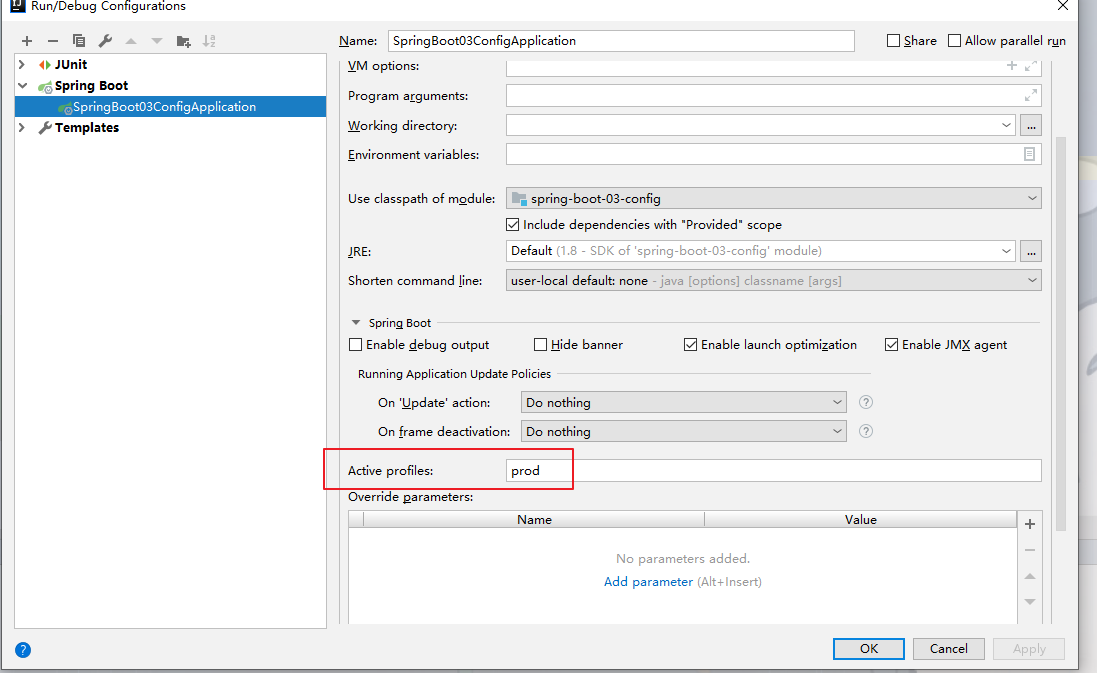 Run/Debug Configurations
Name: SpringBoot03ConfigApplication Share Allow parallel run
JUnit
Spring Boot
SpringBoot03ConfigApplication
Templates
VM options:
Program arguments:
Working directory: ...
Environment variables:
Use classpath of module: spring-boot-03-config
Include dependencies with "Provided" scope
JRE: Default (1.8 - SDK of 'spring-boot-03-config' module) ...
Shorten command line: user-local default: none - java [options] classname [args]
Spring Boot
Enable debug output Hide banner Enable launch optimization Enable JMX agent
Running Application Update Policies
On 'Update' action: Do nothing ?
On frame deactivation: Do nothing ?
Active profiles: prod
Override parameters:
Name Value
No parameters added.
Add parameter (Alt+Insert)
? OK Cancel Apply